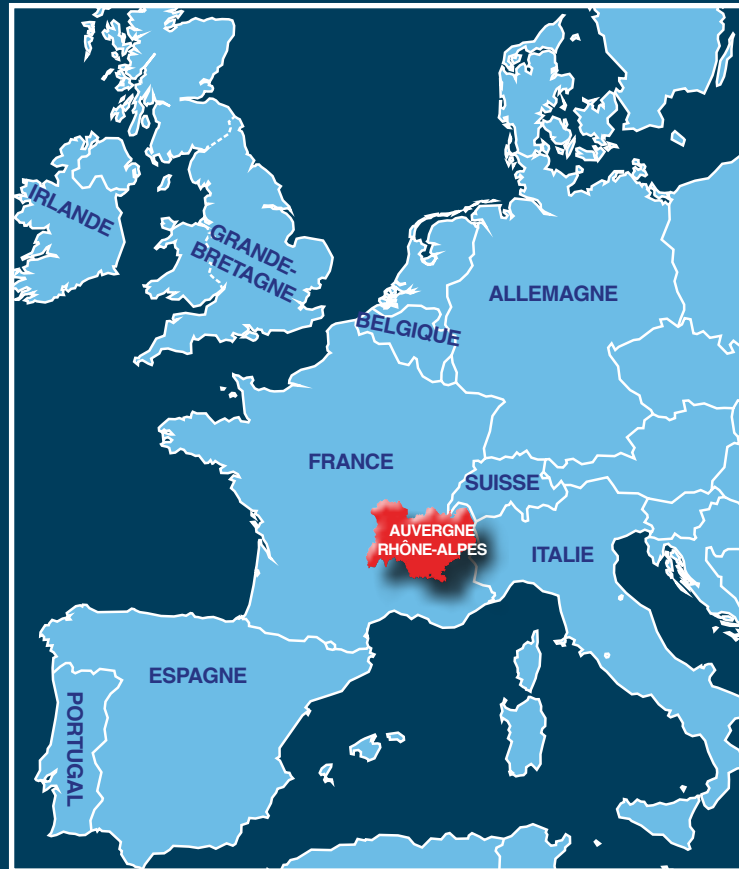 IRLANDE
GRANDE-
BRETAGNE
ALLEMAGNE
BELGIQUE
FRANCE
SUISSE
AUVERGNE
RHÔNE-ALPES
ITALIE
ESPAGNE
PORTUGAL